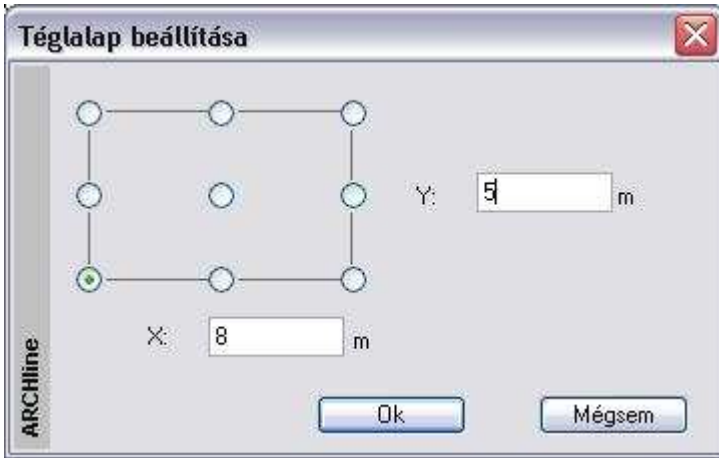 Téglalap beállítása
Y: 5 m
X: 8 m
ARCHline
Ok Mégsem